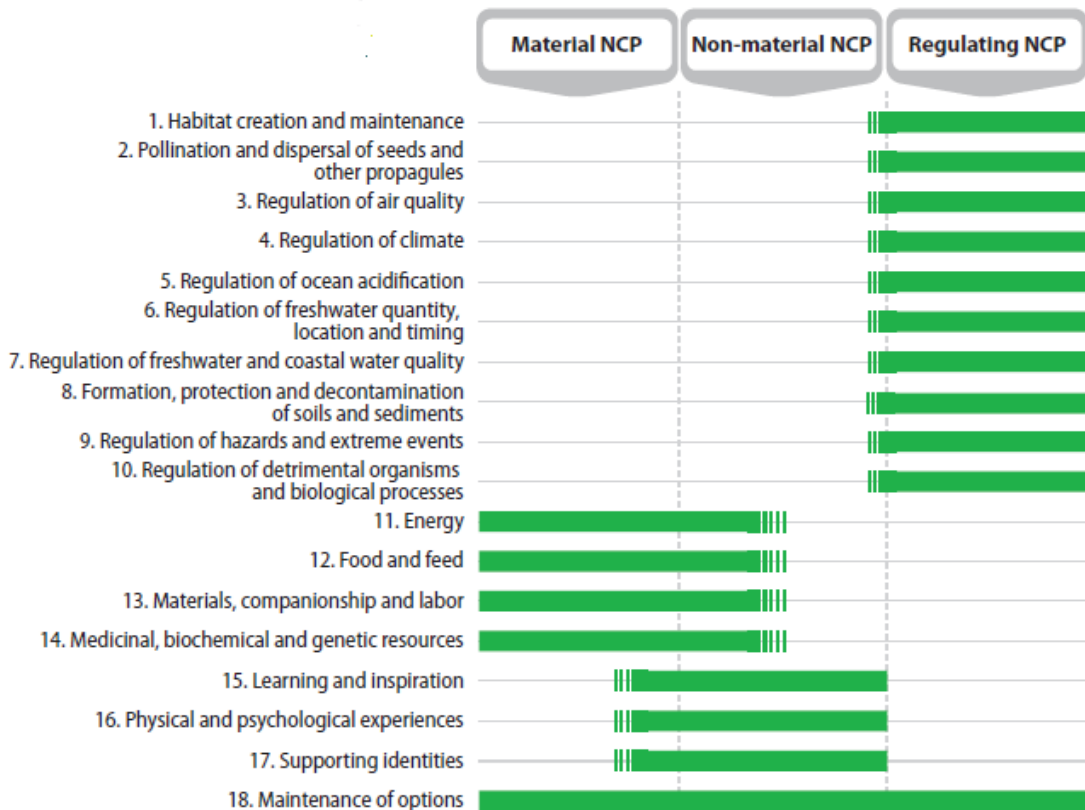 Material NCP
Non-material NCP
Regulating NCP
1. Habitat creation and maintenance
2. Pollination and dispersal of seeds and
other propagules
3. Regulation of air quality
4. Regulation of climate
5. Regulation of ocean acidification
6. Regulation of freshwater quantity,
location and timing
7. Regulation of freshwater and coastal water quality
8. Formation, protection and decontamination
of soils and sediments
9. Regulation of hazards and extreme events
10. Regulation of detrimental organisms
and biological processes
11. Energy
12. Food and feed
13. Materials, companionship and labor
14. Medicinal, biochemical and genetic resources
15. Learning and inspiration
16. Physical and psychological experiences
17. Supporting identities
18. Maintenance of options